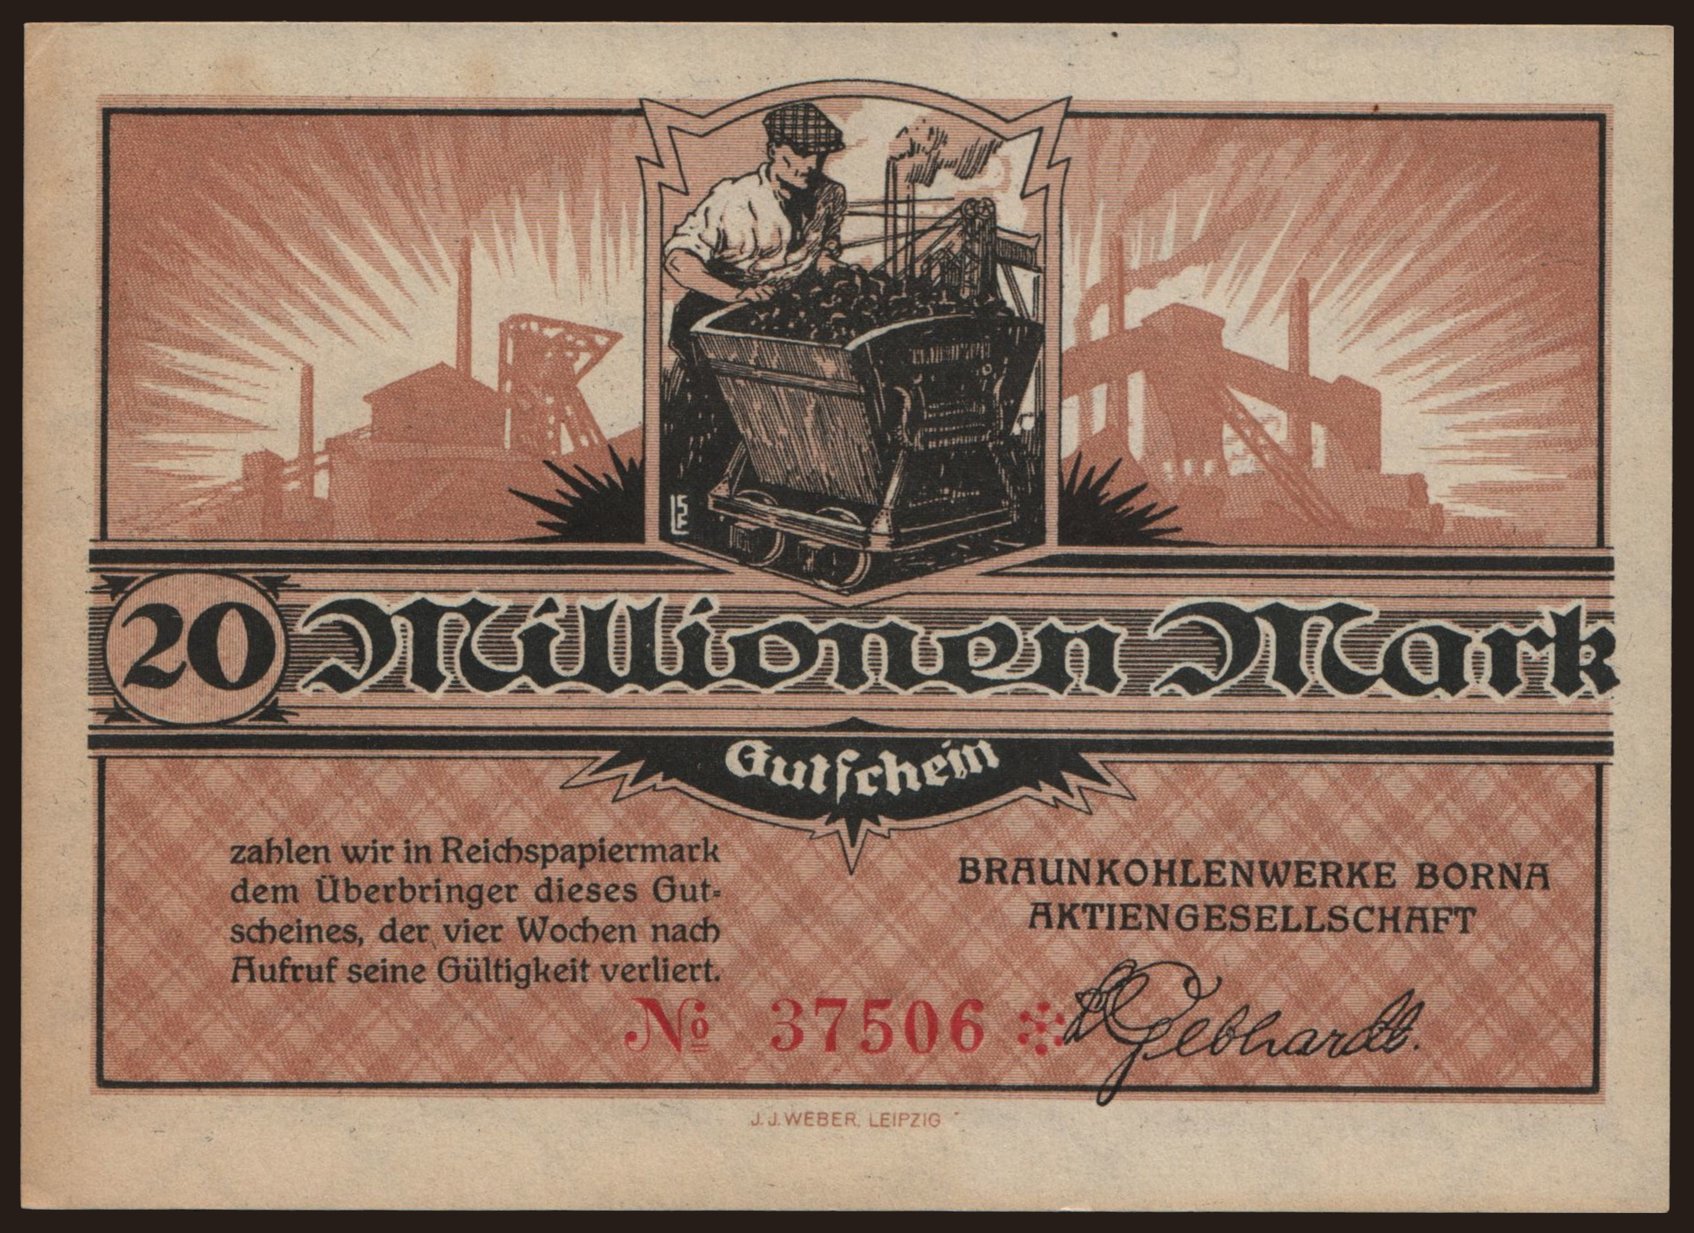 20 Millionen Mark
Gutschein
zahlen wir in Reichspapiermark
dem Überbringer dieses Gut=
scheines, der vier Wochen nach
Aufruf seine Gültigkeit verliert.
BRAUNKOHLENWERKE BORNA
AKTIENGESELLSCHAFT
№ 37506 *
Gebhardt.
J. J. WEBER, LEIPZIG